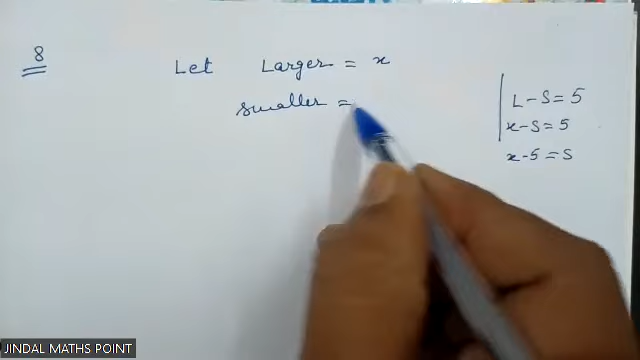 8
Let Larger = x
smaller =
L - S = 5
x - S = 5
x - 5 = S
JINDAL MATHS POINT